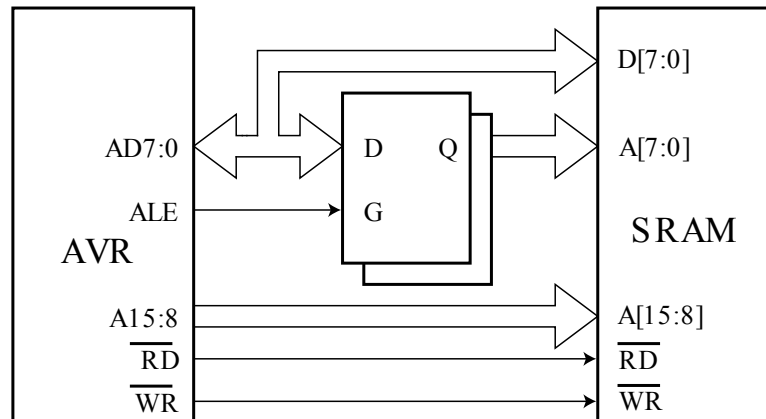 D[7:0]
AD7:0
D
Q
A[7:0]
ALE
G
AVR
SRAM
A15:8
A[15:8]
RD
RD
WR
WR